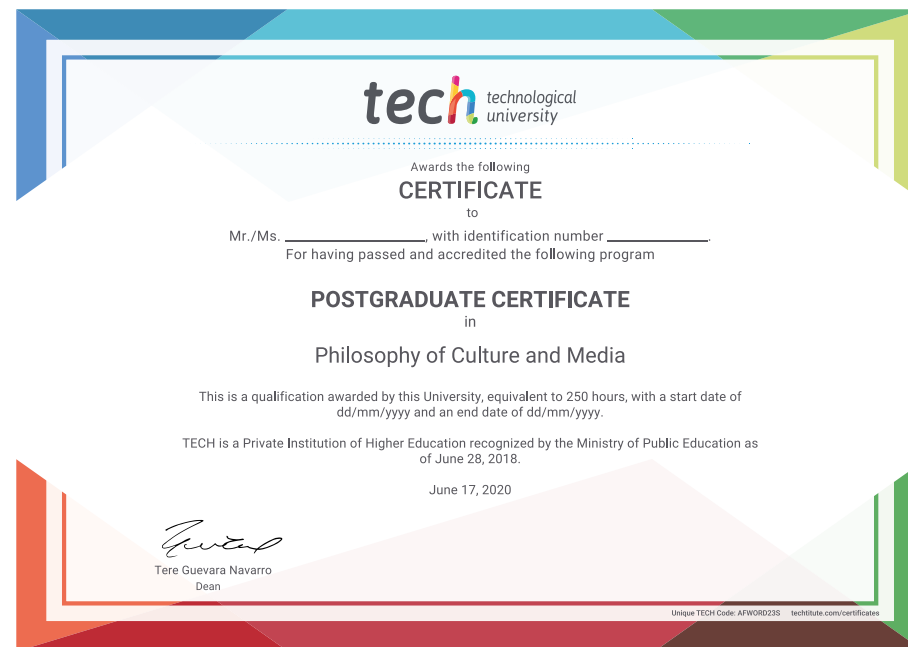 tech technological
university
Awards the following
CERTIFICATE
to
Mr./Ms. ____________________, with identification number ______________.
For having passed and accredited the following program
POSTGRADUATE CERTIFICATE
in
Philosophy of Culture and Media
This is a qualification awarded by this University, equivalent to 250 hours, with a start date of
dd/mm/yyyy and an end date of dd/mm/yyyy.
TECH is a Private Institution of Higher Education recognized by the Ministry of Public Education as
of June 28, 2018.
June 17, 2020
Tere Guevara Navarro
Dean
Unique TECH Code: AFWORD23S techtitute.com/certificates